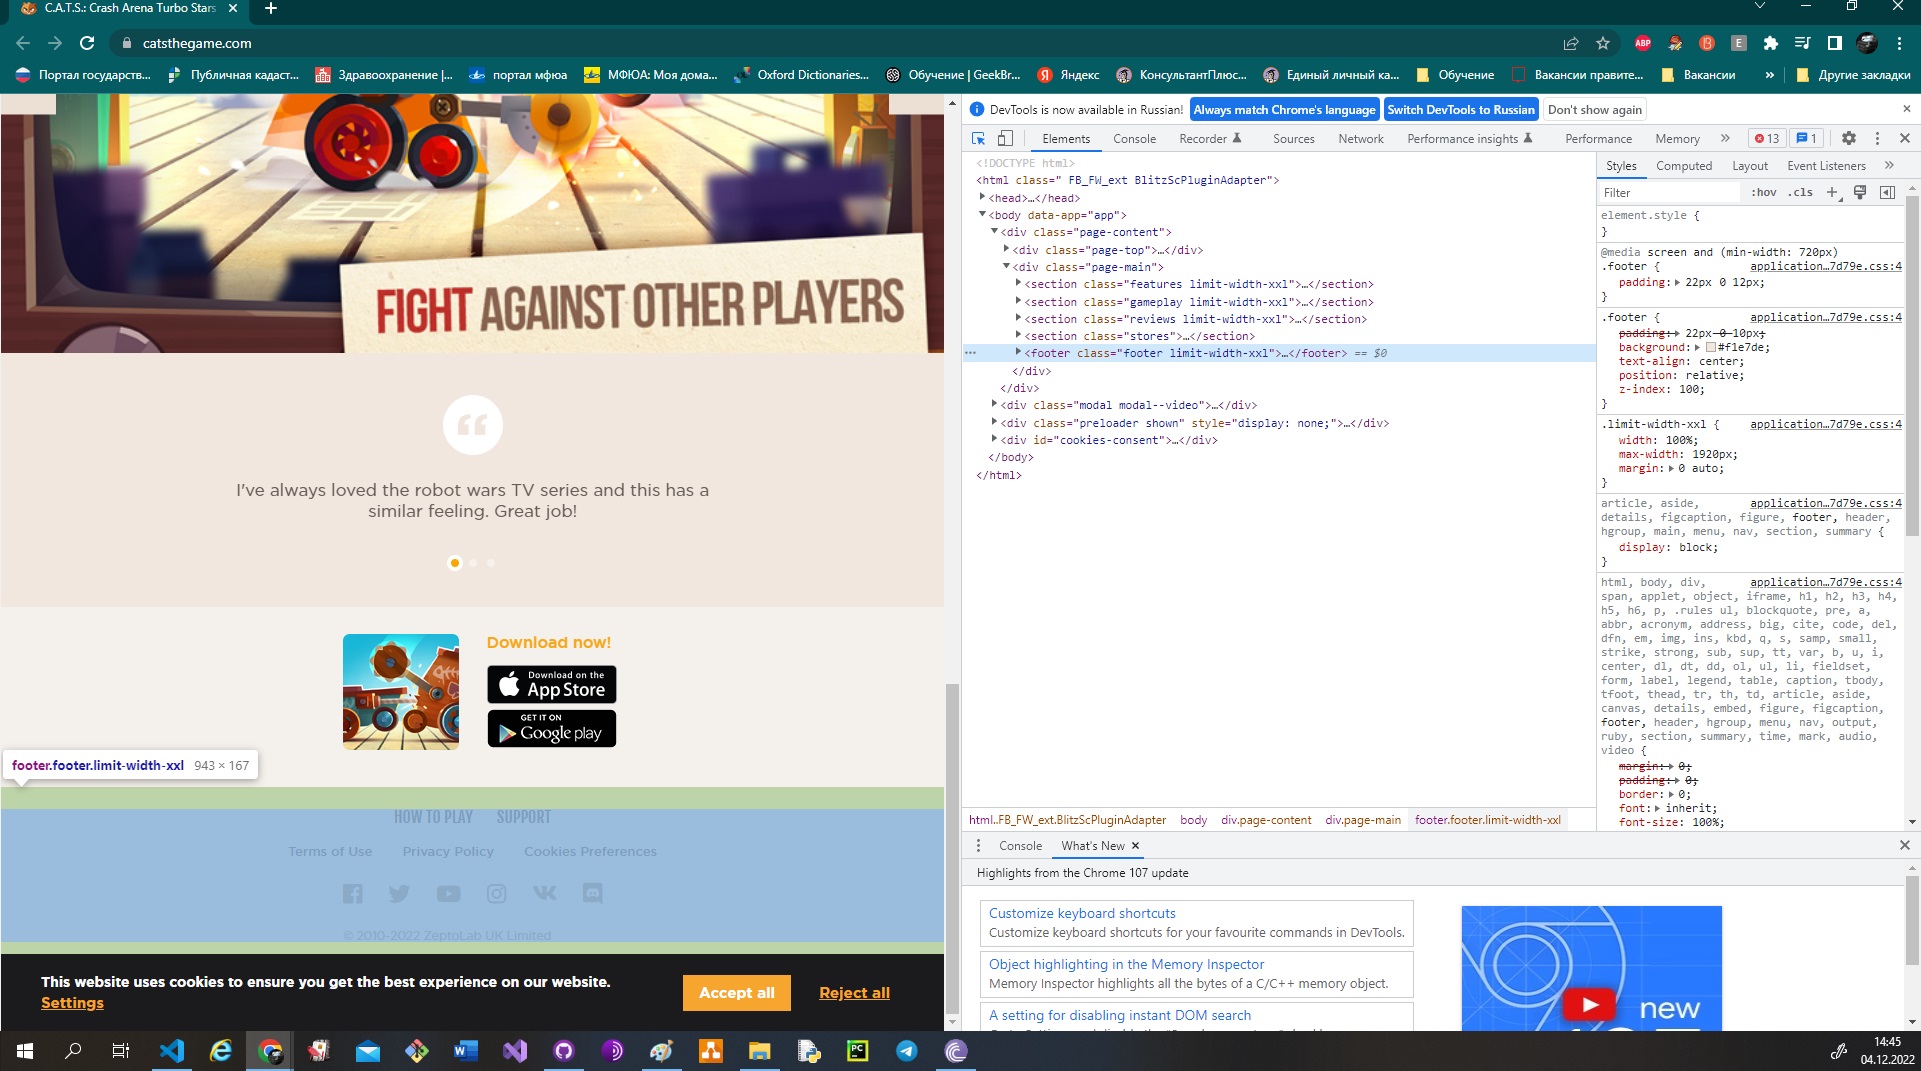 C.A.T.S.: Crash Arena Turbo Stars
catsthegame.com
ABP
E
Портал государств...
Публичная кадаст...
Здравоохранение |...
портал мфюа
МФЮА: Моя дома...
Oxford Dictionaries...
Обучение | GeekBr...
Яндекс
КонсультантПлюс...
Единый личный ка...
Обучение
Вакансии правите...
Вакансии
»
Другие закладки
FIGHT AGAINST OTHER PLAYERS
I've always loved the robot wars TV series and this has a
similar feeling. Great job!
Download now!
Download on the
App Store
GET IT ON
Google play
footer.footer.limit-width-xxl 943 × 167
HOW TO PLAY SUPPORT
Terms of Use Privacy Policy Cookies Preferences
© 2010-2022 ZeptoLab UK Limited
This website uses cookies to ensure you get the best experience on our website.
Settings
Accept all
Reject all
DevTools is now available in Russian!
Always match Chrome's language
Switch DevTools to Russian
Don't show again
Elements Console Recorder Sources Network Performance insights Performance Memory » 13 1
<!DOCTYPE html>
<html class=" FB_FW_ext BlitzScPluginAdapter">
<head>…</head>
<body data-app="app">
<div class="page-content">
<div class="page-top">…</div>
<div class="page-main">
<section class="features limit-width-xxl">…</section>
<section class="gameplay limit-width-xxl">…</section>
<section class="reviews limit-width-xxl">…</section>
<section class="stores">…</section>
<footer class="footer limit-width-xxl">…</footer> == $0
</div>
</div>
<div class="modal modal--video">…</div>
<div class="preloader shown" style="display: none;">…</div>
<div id="cookies-consent">…</div>
</body>
</html>
html..FB_FW_ext.BlitzScPluginAdapter body div.page-content div.page-main footer.footer.limit-width-xxl
Styles Computed Layout Event Listeners »
Filter :hov .cls
element.style {
}
@media screen and (min-width: 720px)
.footer { application…7d79e.css:4
padding: 22px 0 12px;
}
.footer { application…7d79e.css:4
padding: 22px 0 10px;
background: #f1e7de;
text-align: center;
position: relative;
z-index: 100;
}
.limit-width-xxl { application…7d79e.css:4
width: 100%;
max-width: 1920px;
margin: 0 auto;
}
article, aside, application…7d79e.css:4
details, figcaption, figure, footer, header,
hgroup, main, menu, nav, section, summary {
display: block;
}
html, body, div, application…7d79e.css:4
span, applet, object, iframe, h1, h2, h3, h4,
h5, h6, p, .rules ul, blockquote, pre, a,
abbr, acronym, address, big, cite, code, del,
dfn, em, img, ins, kbd, q, s, samp, small,
strike, strong, sub, sup, tt, var, b, u, i,
center, dl, dt, dd, ol, ul, li, fieldset,
form, label, legend, table, caption, tbody,
tfoot, thead, tr, th, td, article, aside,
canvas, details, embed, figure, figcaption,
footer, header, hgroup, menu, nav, output,
ruby, section, summary, time, mark, audio,
video {
margin: 0;
padding: 0;
border: 0;
font: inherit;
font-size: 100%;
Console What's New
Highlights from the Chrome 107 update
Customize keyboard shortcuts
Customize keyboard shortcuts for your favourite commands in DevTools.
Object highlighting in the Memory Inspector
Memory Inspector highlights all the bytes of a C/C++ memory object.
A setting for disabling instant DOM search
new
14:45
04.12.2022